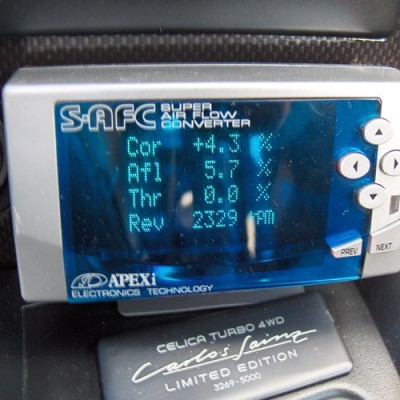 S-AFC SUPER
AIR FLOW
CONVERTER
Cor +4.3 %
Afl 5.7 %
Thr 0.0 %
Rev 2329 rpm
PREV
NEXT
APEXi
ELECTRONICS TECHNOLOGY
CELICA TURBO 4WD
Carlos Sainz
LIMITED EDITION
3269·5000